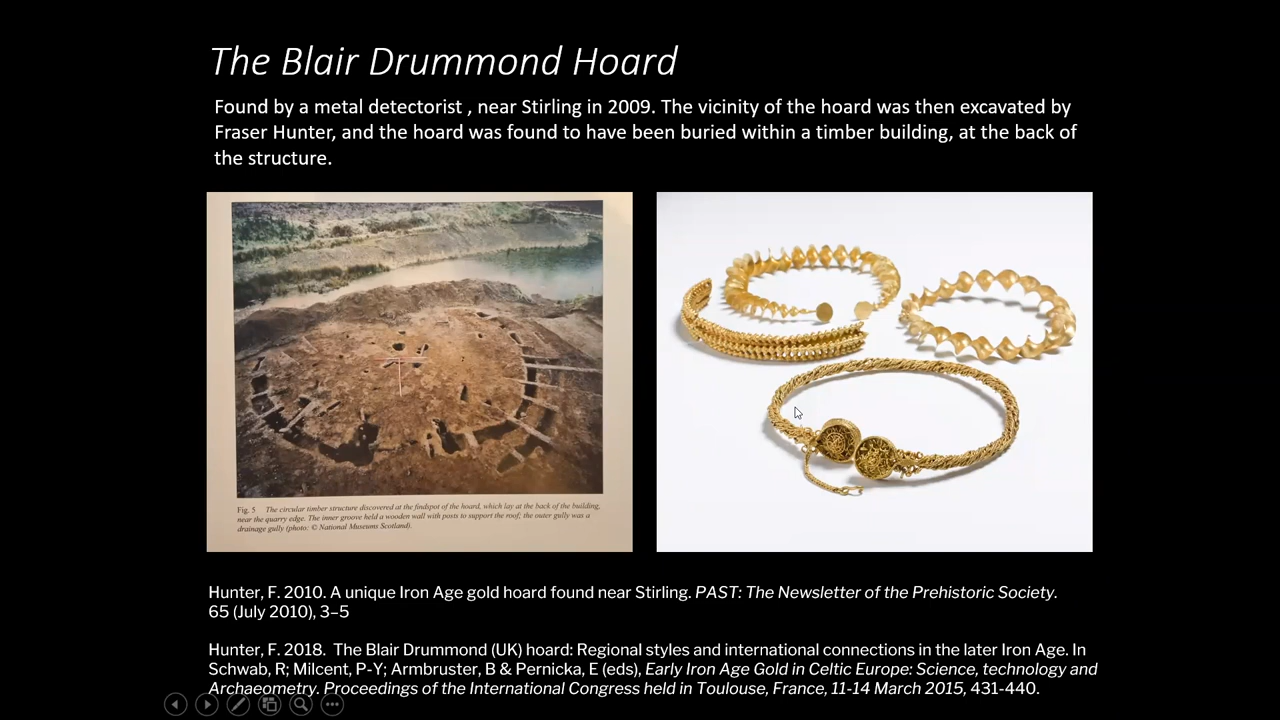 The Blair Drummond Hoard
Found by a metal detectorist , near Stirling in 2009. The vicinity of the hoard was then excavated by
Fraser Hunter, and the hoard was found to have been buried within a timber building, at the back of
the structure.
Fig. 5 The circular timber structure discovered at the findspot of the hoard, which lay at the back of the building,
near the quarry edge. The inner groove held a wooden wall with posts to support the roof; the outer gully was a
drainage gully (photo: © National Museums Scotland).
Hunter, F. 2010. A unique Iron Age gold hoard found near Stirling. PAST: The Newsletter of the Prehistoric Society.
65 (July 2010), 3–5
Hunter, F. 2018.  The Blair Drummond (UK) hoard: Regional styles and international connections in the later Iron Age. In
Schwab, R; Milcent, P-Y; Armbruster, B & Pernicka, E (eds), Early Iron Age Gold in Celtic Europe: Science, technology and
Archaeometry. Proceedings of the International Congress held in Toulouse, France, 11-14 March 2015, 431-440.